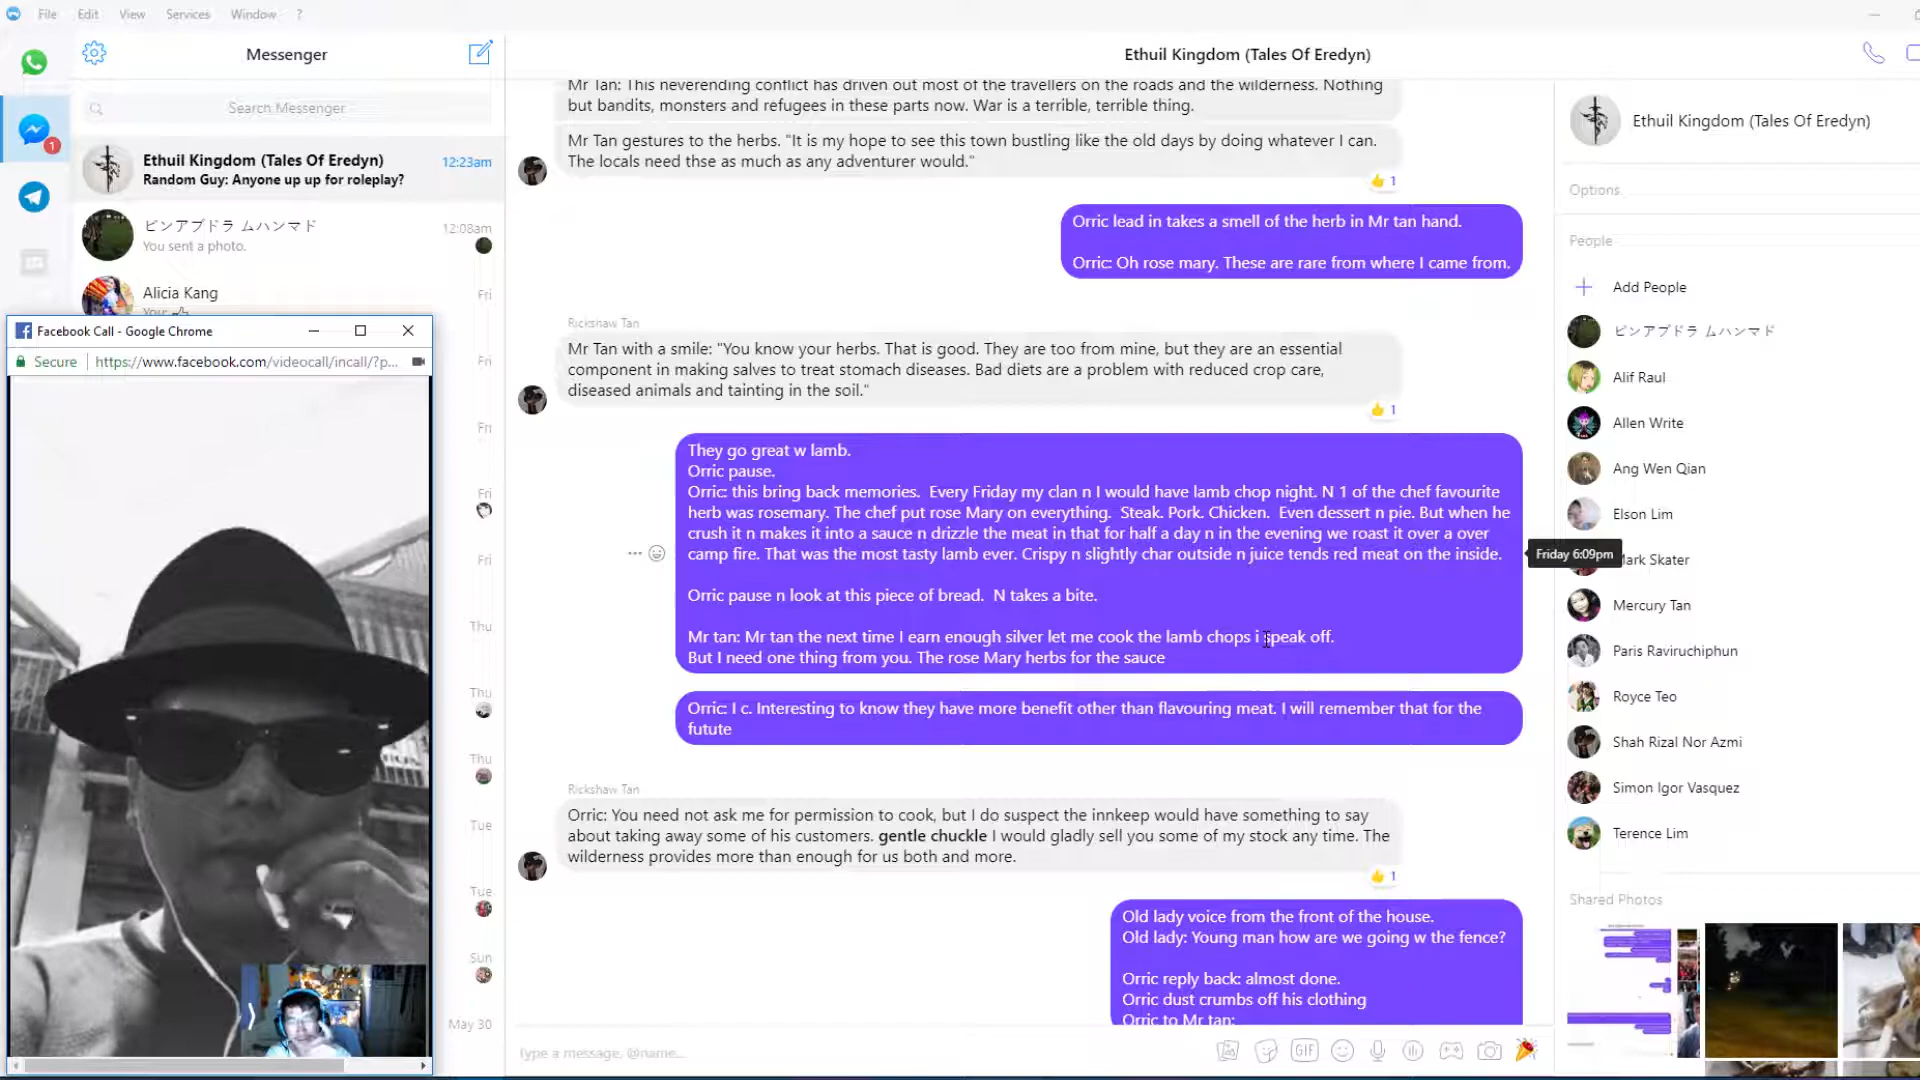 File Edit View Services Window ?
Messenger
Search Messenger
Ethuil Kingdom (Tales Of Eredyn)
12:23am
Random Guy: Anyone up up for roleplay?
1
ビンアブドラ ムハンマド
12:08am
You sent a photo.
Alicia Kang
Fri
Your
Fri
Fri
Fri
Fri
Thu
Thu
Thu
Tue
Tue
Sun
May 30
Facebook Call - Google Chrome
Secure
https://www.facebook.com/videocall/incall/?p...
Ethuil Kingdom (Tales Of Eredyn)
Mr Tan: This neverending conflict has driven out most of the travellers on the roads and the wilderness. Nothing
but bandits, monsters and refugees in these parts now. War is a terrible, terrible thing.
Mr Tan gestures to the herbs. "It is my hope to see this town bustling like the old days by doing whatever I can.
The locals need thse as much as any adventurer would."
1
Orric lead in takes a smell of the herb in Mr tan hand.
Orric: Oh rose mary. These are rare from where I came from.
Rickshaw Tan
Mr Tan with a smile: "You know your herbs. That is good. They are too from mine, but they are an essential
component in making salves to treat stomach diseases. Bad diets are a problem with reduced crop care,
diseased animals and tainting in the soil."
1
They go great w lamb.
Orric pause.
Orric: this bring back memories.  Every Friday my clan n I would have lamb chop night. N 1 of the chef favourite
herb was rosemary. The chef put rose Mary on everything.  Steak. Pork. Chicken.  Even dessert n pie. But when he
crush it n makes it into a sauce n drizzle the meat in that for half a day n in the evening we roast it over a over
camp fire. That was the most tasty lamb ever. Crispy n slightly char outside n juice tends red meat on the inside.
Orric pause n look at this piece of bread.  N takes a bite.
Mr tan: Mr tan the next time I earn enough silver let me cook the lamb chops i speak off.
But I need one thing from you. The rose Mary herbs for the sauce
Friday 6:09pm
Orric: I c. Interesting to know they have more benefit other than flavouring meat. I will remember that for the
futute
Rickshaw Tan
Orric: You need not ask me for permission to cook, but I do suspect the innkeep would have something to say
about taking away some of his customers. gentle chuckle I would gladly sell you some of my stock any time. The
wilderness provides more than enough for us both and more.
1
Old lady voice from the front of the house.
Old lady: Young man how are we going w the fence?
Orric reply back: almost done.
Orric dust crumbs off his clothing
Orric to Mr tan:
Type a message, @name...
GIF
Ethuil Kingdom (Tales Of Eredyn)
Options
People
Add People
ビンアブドラ ムハンマド
Alif Raul
Allen Write
Ang Wen Qian
Elson Lim
Mark Skater
Mercury Tan
Paris Raviruchiphun
Royce Teo
Shah Rizal Nor Azmi
Simon Igor Vasquez
Terence Lim
Shared Photos